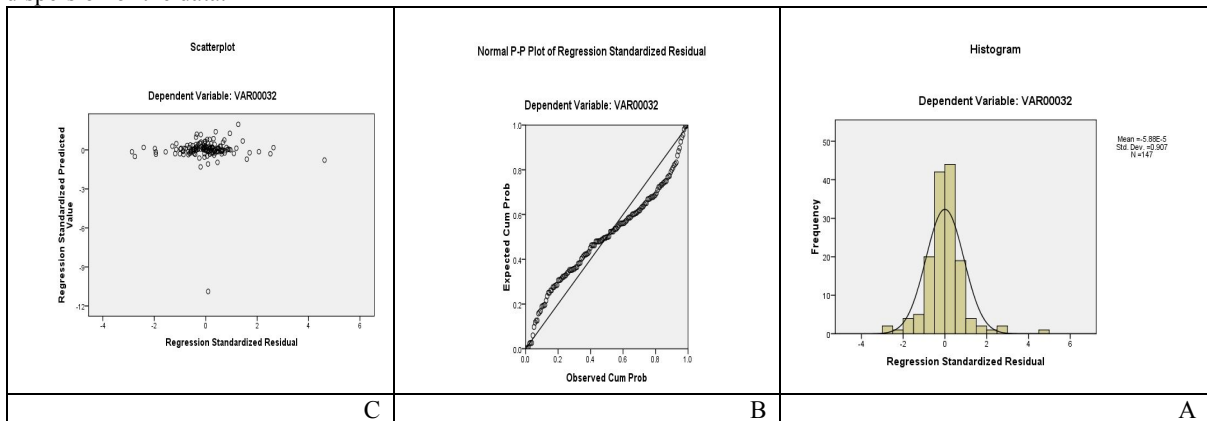 Scatterplot
Dependent Variable: VAR00032
Regression Standardized Predicted
Value
0
-3
-6
-9
-12
-4
-2
0
2
4
6
Regression Standardized Residual
C
Normal P-P Plot of Regression Standardized Residual
Dependent Variable: VAR00032
Expected Cum Prob
1.0
0.8
0.6
0.4
0.2
0.0
0.0
0.2
0.4
0.6
0.8
1.0
Observed Cum Prob
B
Histogram
Dependent Variable: VAR00032
Frequency
50
40
30
20
10
0
-4
-2
0
2
4
6
Regression Standardized Residual
Mean =-5.88E-5
Std. Dev. =0.907
N =147
A